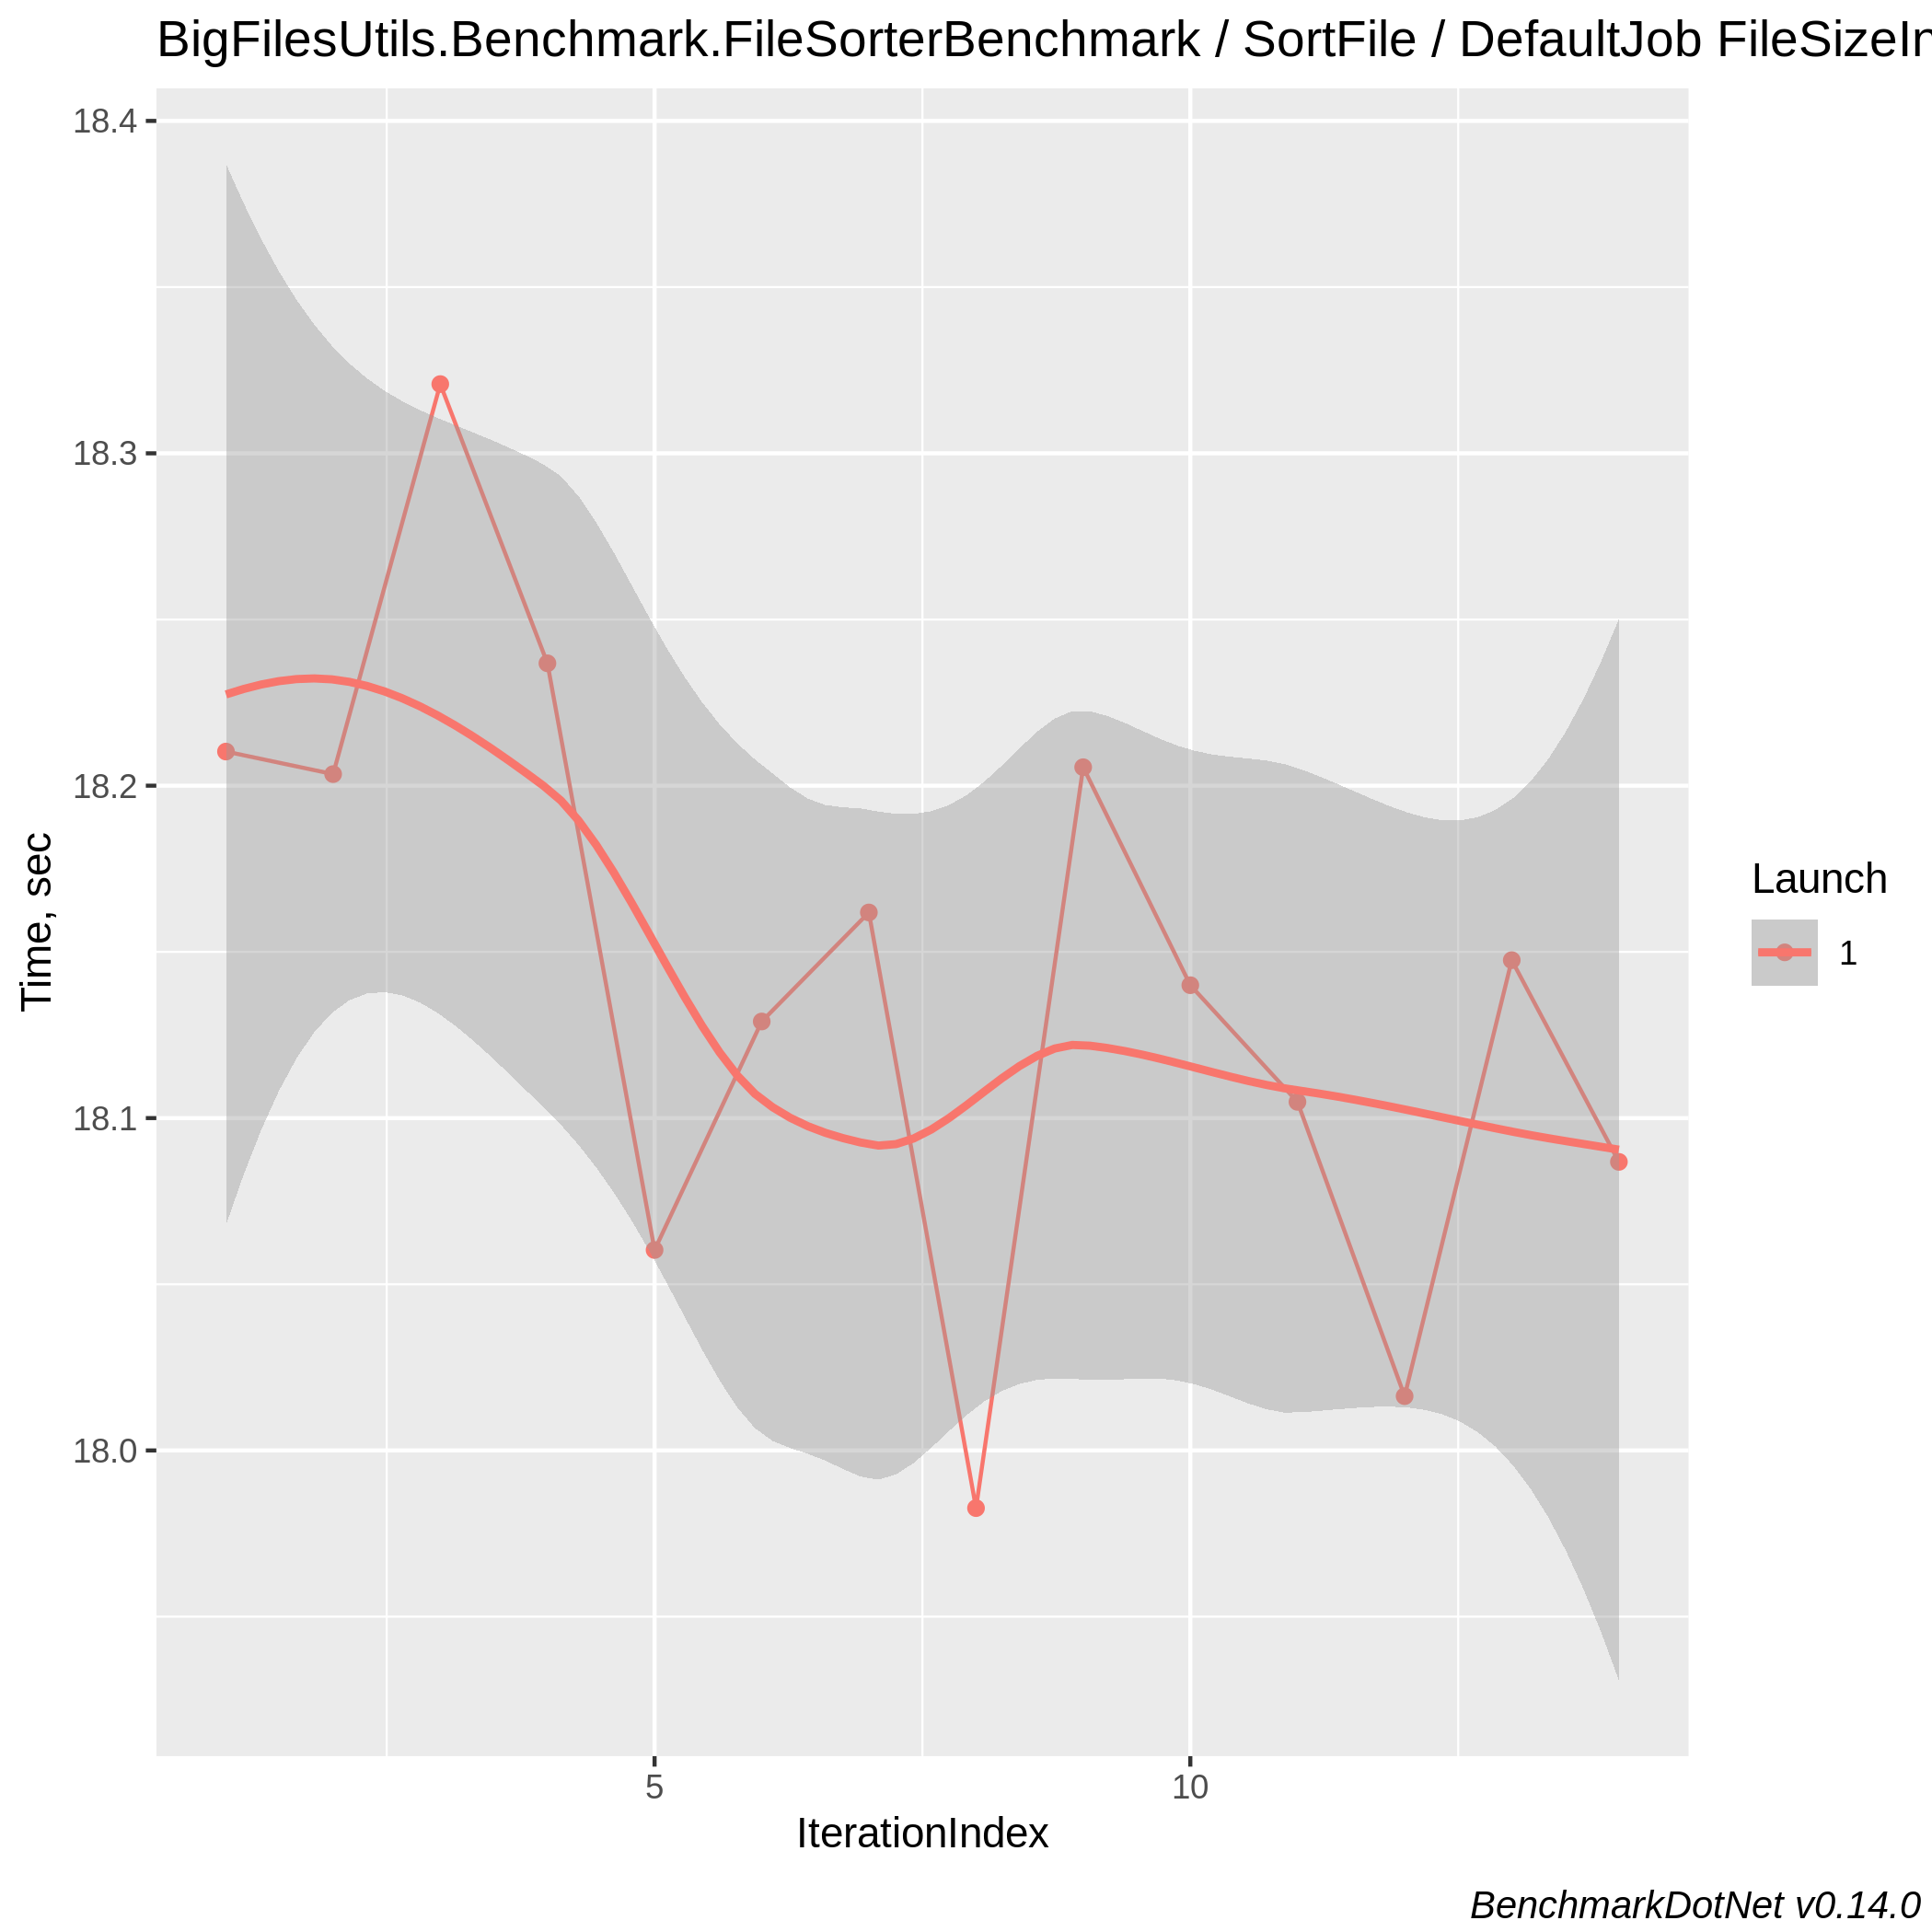 BigFilesUtils.Benchmark.FileSorterBenchmark / SortFile / DefaultJob
18.4
18.3
18.2
18.1
18.0
Time, sec
5
10
IterationIndex
Launch
1
BenchmarkDotNet v0.14.0